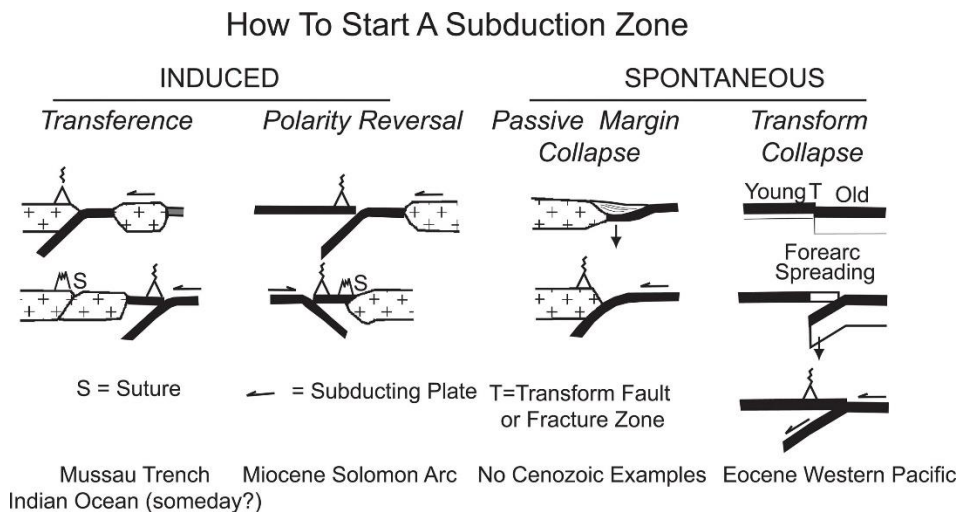 How To Start A Subduction Zone
INDUCED
SPONTANEOUS
Transference
Polarity Reversal
Passive Margin
Collapse
Transform
Collapse
Young T Old
Forearc
Spreading
S
S
S = Suture
= Subducting Plate
T=Transform Fault
or Fracture Zone
Mussau Trench
Indian Ocean (someday?)
Miocene Solomon Arc
No Cenozoic Examples
Eocene Western Pacific